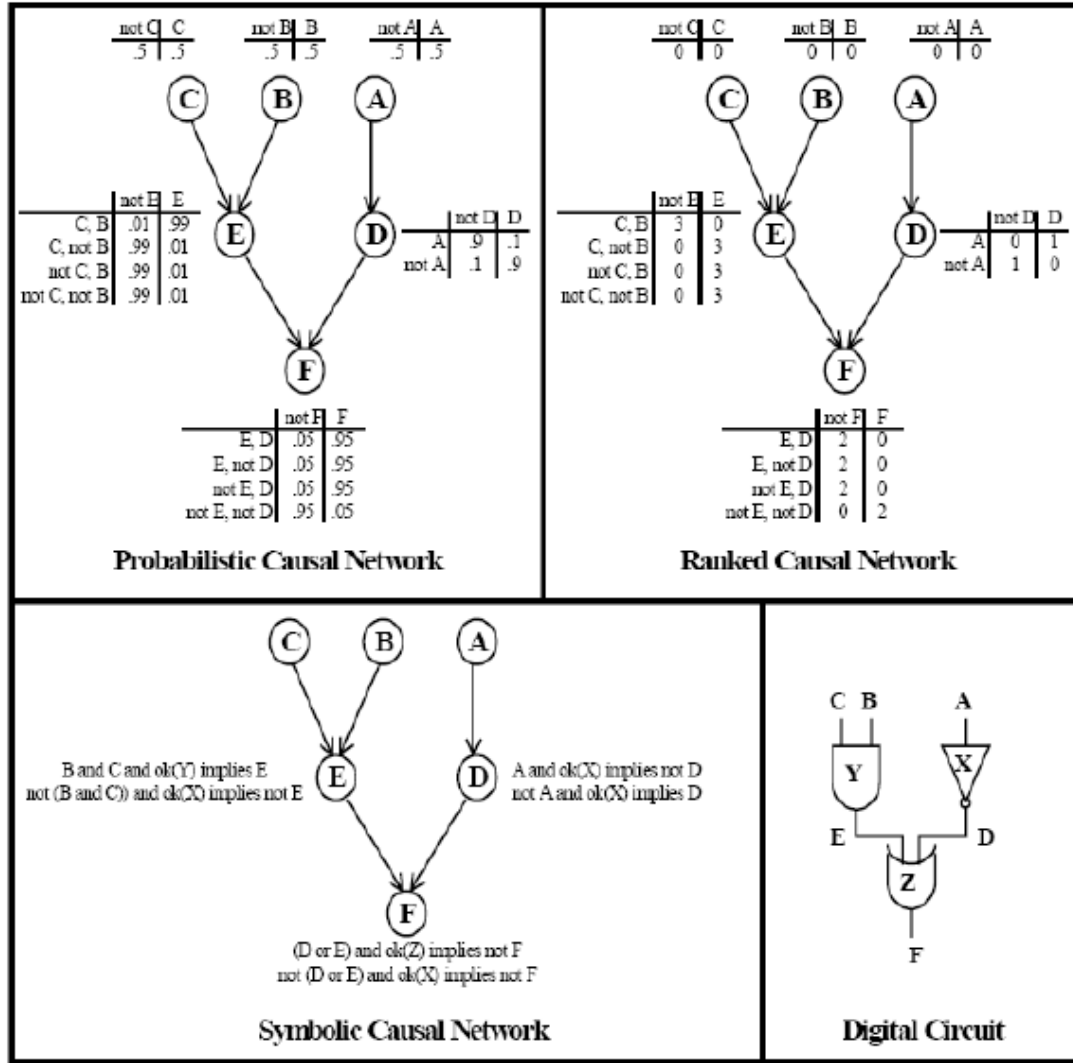 not C C not B B not A A
.5 .5 .5 .5 .5 .5
C B A
not E E
C, B .01 .99
C, not B .99 .01
not C, B .99 .01
not C, not B .99 .01
E D
not D D
A .9 .1
not A .1 .9
F
not F F
E, D .05 .95
E, not D .05 .95
not E, D .05 .95
not E, not D .95 .05
Probabilistic Causal Network
not C C not B B not A A
0 0 0 0 0 0
C B A
not E E
C, B 3 0
C, not B 0 3
not C, B 0 3
not C, not B 0 3
E D
not D D
A 0 1
not A 1 0
F
not F F
E, D 2 0
E, not D 2 0
not E, D 2 0
not E, not D 0 2
Ranked Causal Network
C B A
B and C and ok(Y) implies E
not (B and C)) and ok(X) implies not E
E D
A and ok(X) implies not D
not A and ok(X) implies D
F
(D or E) and ok(Z) implies not F
not (D or E) and ok(X) implies not F
Symbolic Causal Network
C B A
Y X
E D
Z
F
Digital Circuit